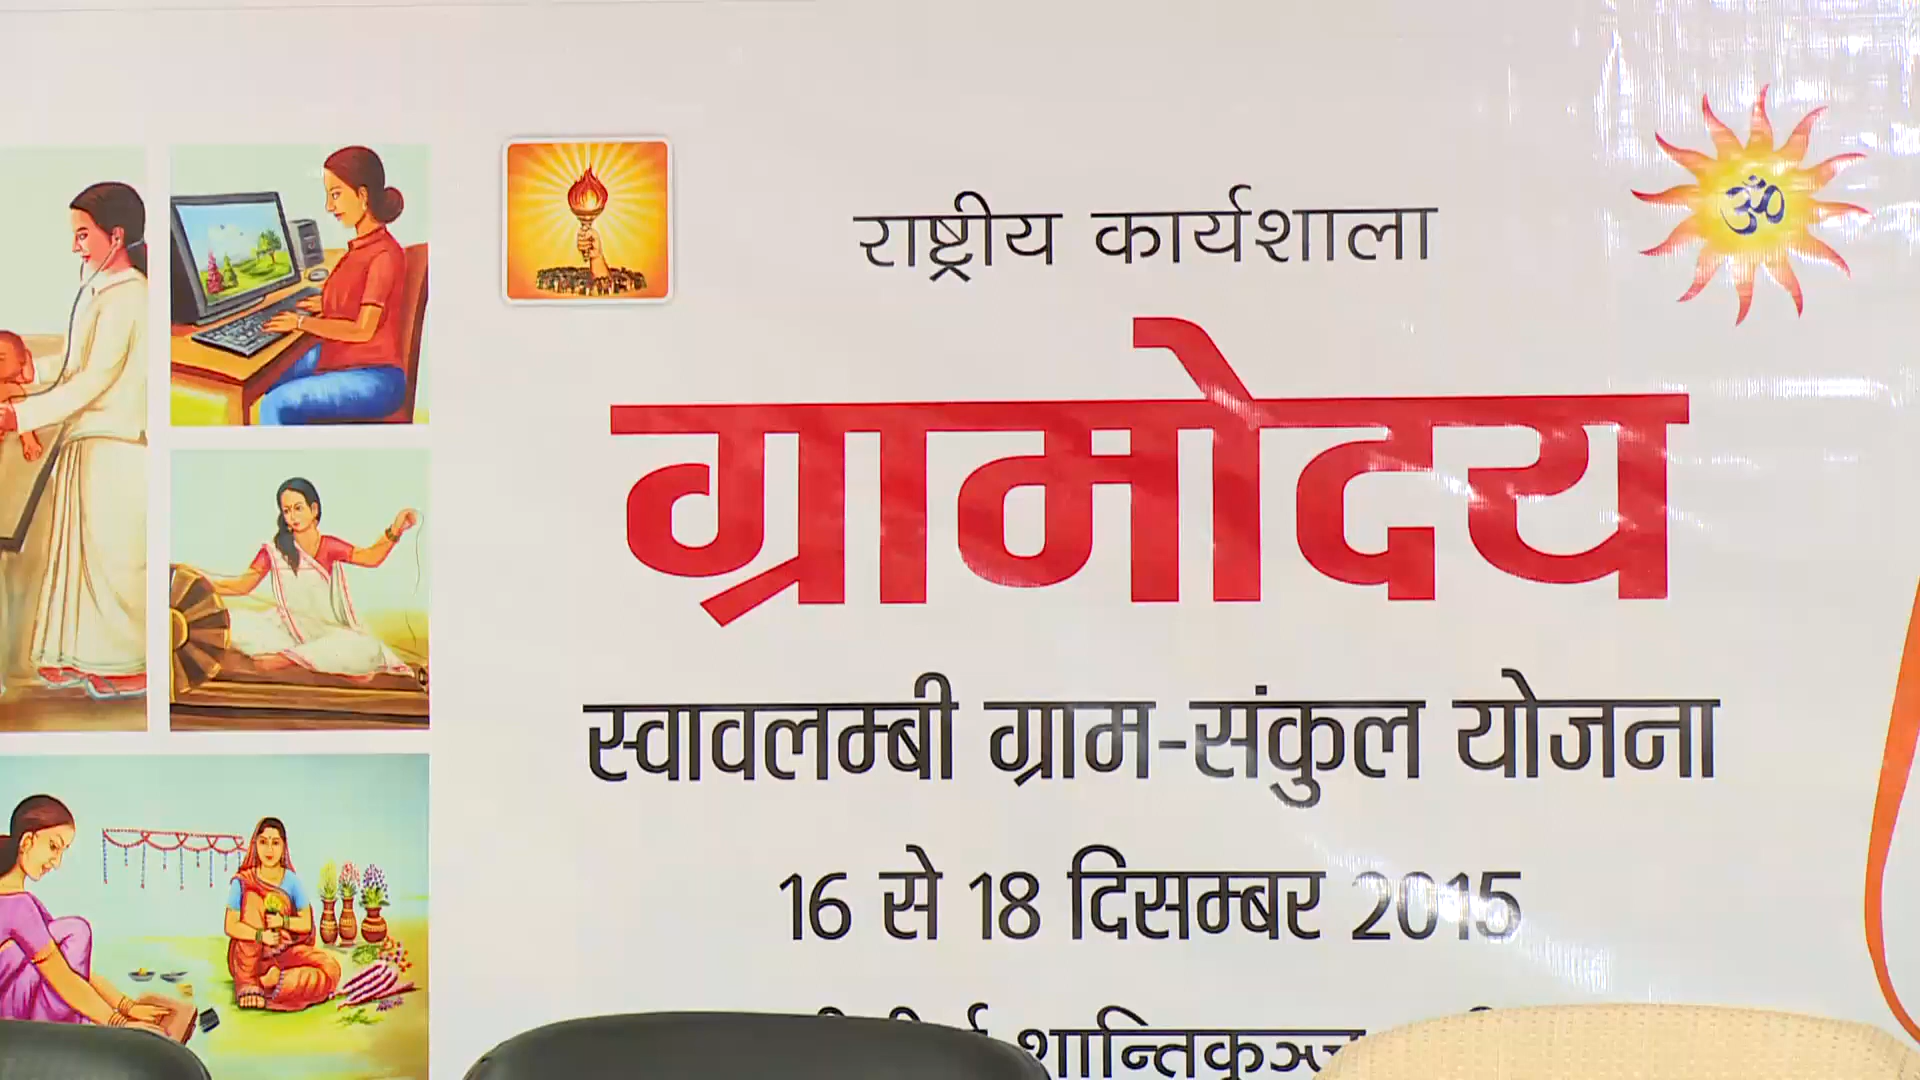 ॐ
राष्ट्रीय कार्यशाला
ग्रामोदय
स्वावलम्बी ग्राम-संकुल योजना
16 से 18 दिसम्बर 2015
शान्तिकुञ्ज